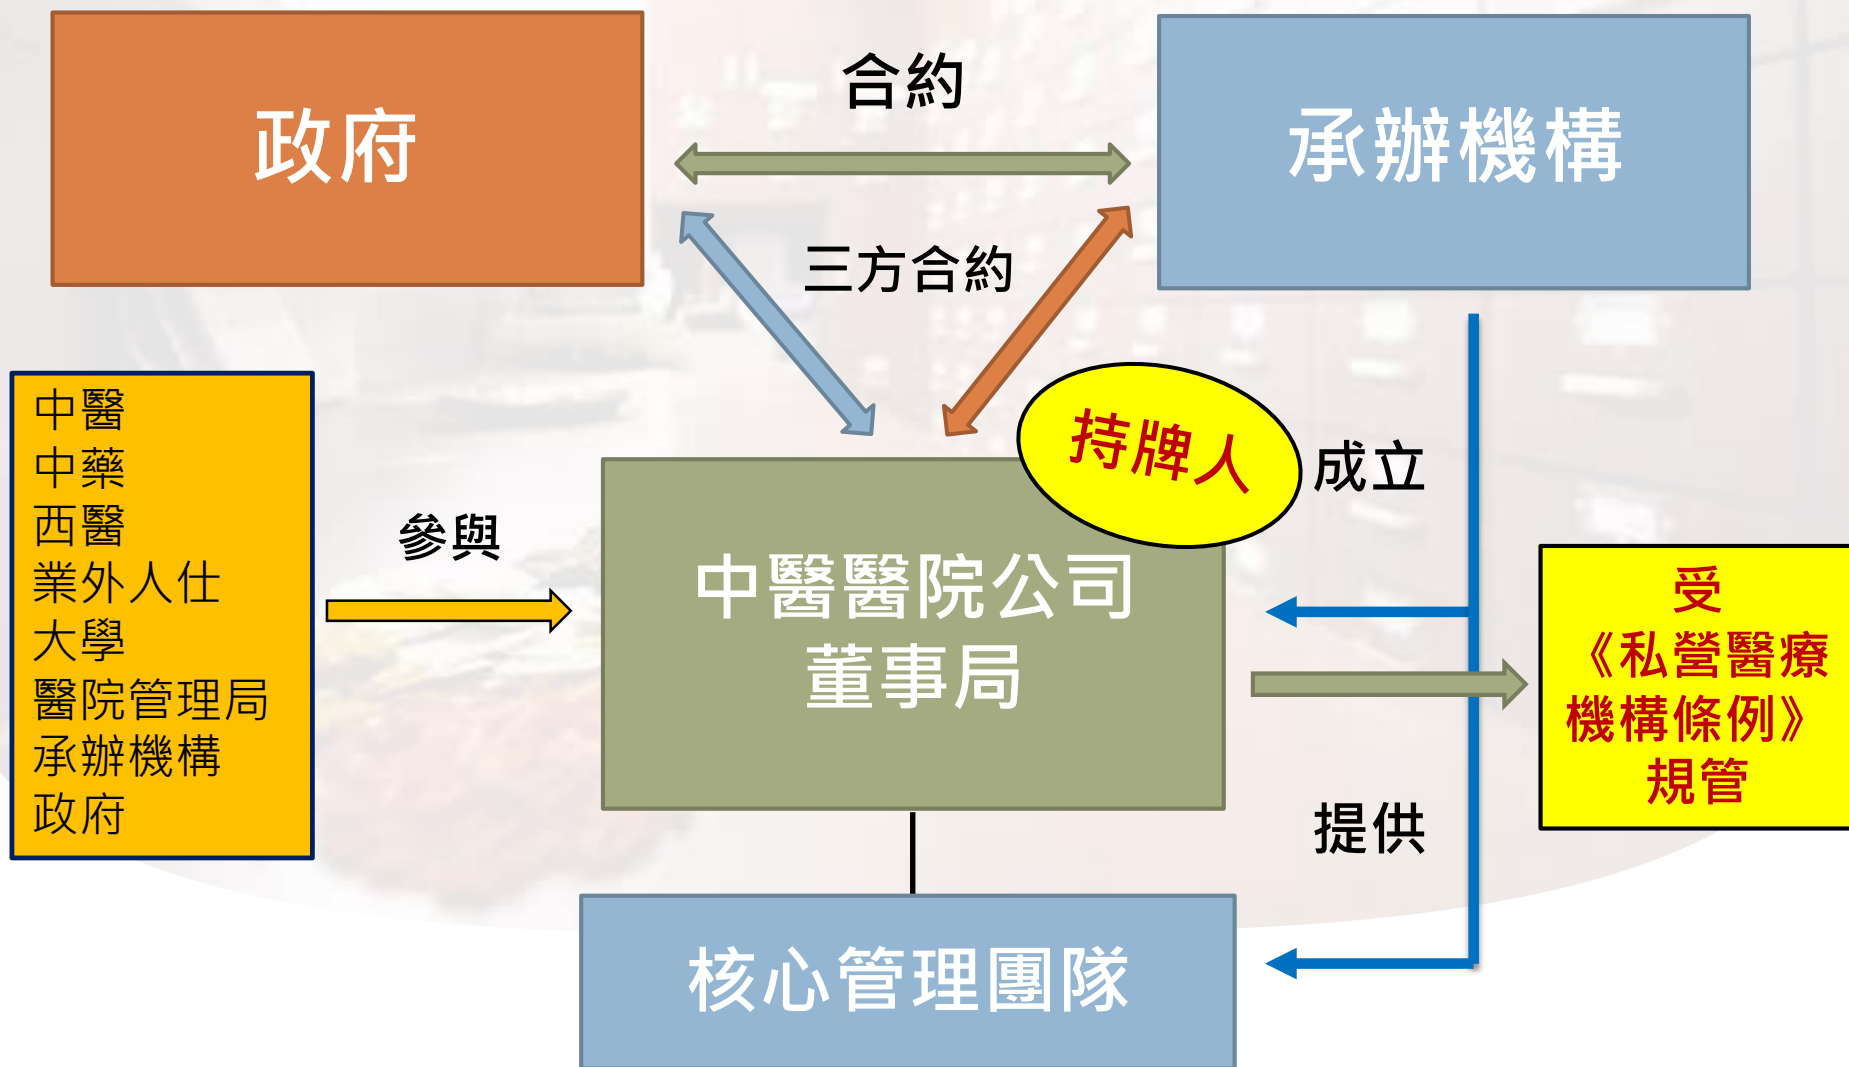 政府
合約
承辦機構
三方合約
持牌人
成立
中醫
中藥
西醫
業外人仕
大學
醫院管理局
承辦機構
政府
參與
中醫醫院公司
董事局
受
《私營醫療
機構條例》
規管
提供
核心管理團隊